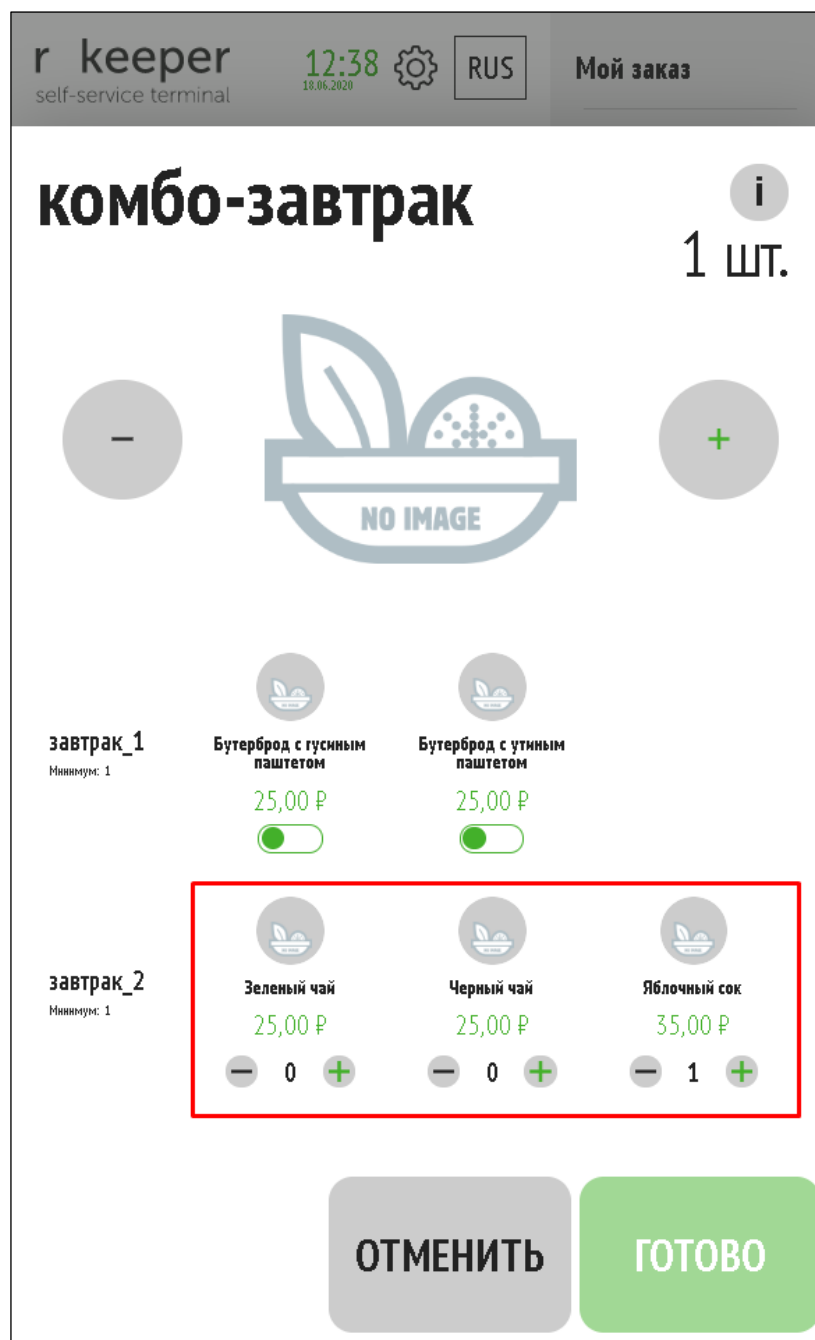 r keeper
self-service terminal
12:38
18.06.2020
RUS
Мой заказ
комбо-завтрак
i
1 шт.
−
NO IMAGE
+
завтрак_1
Минимум: 1
Бутерброд с гусиным
паштетом
25,00 ₽
Бутерброд с утиным
паштетом
25,00 ₽
завтрак_2
Минимум: 1
Зеленый чай
25,00 ₽
− 0 +
Черный чай
25,00 ₽
− 0 +
Яблочный сок
35,00 ₽
− 1 +
ОТМЕНИТЬ
ГОТОВО